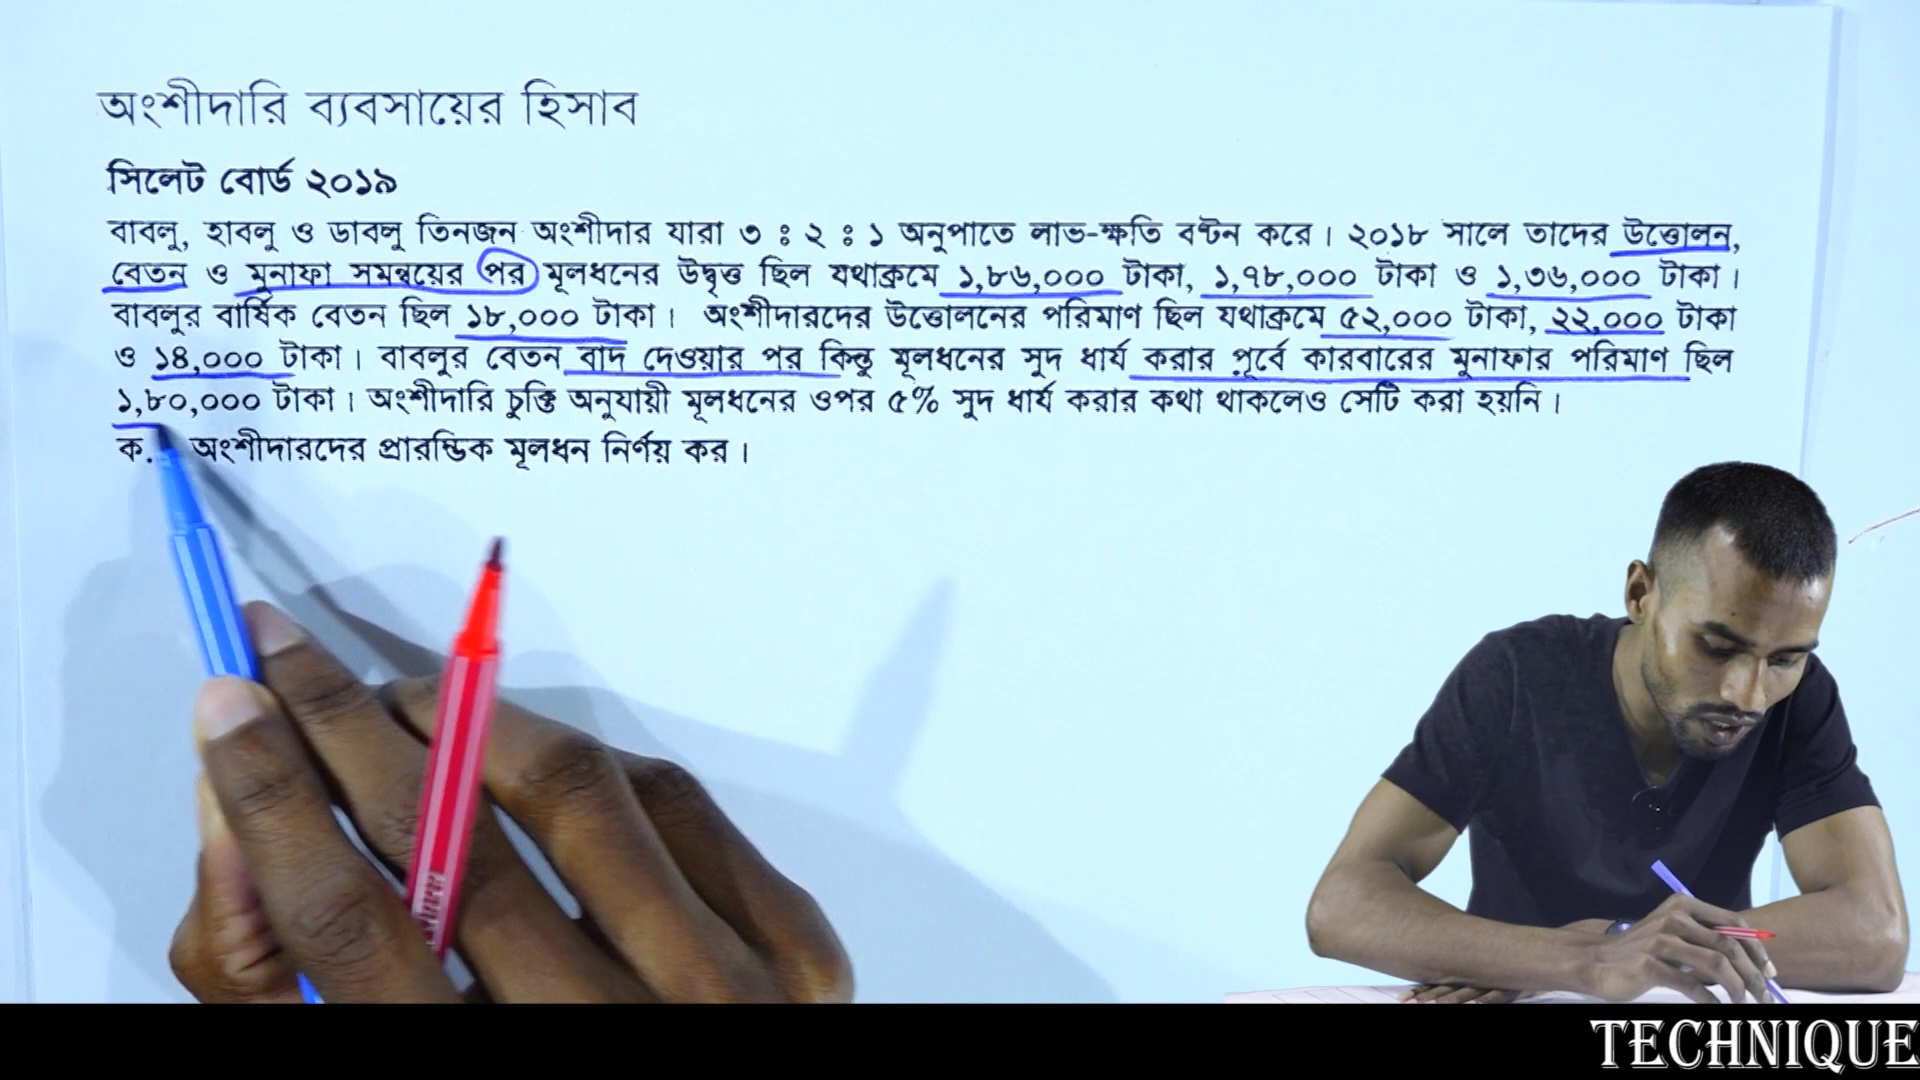 অংশীদারি ব্যবসায়ের হিসাব
সিলেট বোর্ড ২০১৯
বাবলু, হাবলু ও ডাবলু তিনজন অংশীদার যারা ৩ ঃ ২ ঃ ১ অনুপাতে লাভ-ক্ষতি বণ্টন করে। ২০১৮ সালে তাদের উত্তোলন,
বেতন ও মুনাফা সমন্বয়ের পর মূলধনের উদ্বৃত্ত ছিল যথাক্রমে ১,৮৬,০০০ টাকা, ১,৭৮,০০০ টাকা ও ১,৩৬,০০০ টাকা।
বাবলুর বার্ষিক বেতন ছিল ১৮,০০০ টাকা। অংশীদারদের উত্তোলনের পরিমাণ ছিল যথাক্রমে ৫২,০০০ টাকা, ২২,০০০ টাকা
ও ১৪,০০০ টাকা। বাবলুর বেতন বাদ দেওয়ার পর কিন্তু মূলধনের সুদ ধার্য করার পূর্বে কারবারের মুনাফার পরিমাণ ছিল
১,৮০,০০০ টাকা। অংশীদারি চুক্তি অনুযায়ী মূলধনের ওপর ৫% সুদ ধার্য করার কথা থাকলেও সেটি করা হয়নি।
ক. অংশীদারদের প্রারম্ভিক মূলধন নির্ণয় কর।
TECHNIQUE